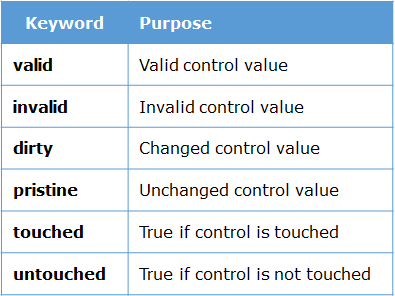 Keyword Purpose
valid Valid control value
invalid Invalid control value
dirty Changed control value
pristine Unchanged control value
touched True if control is touched
untouched True if control is not touched